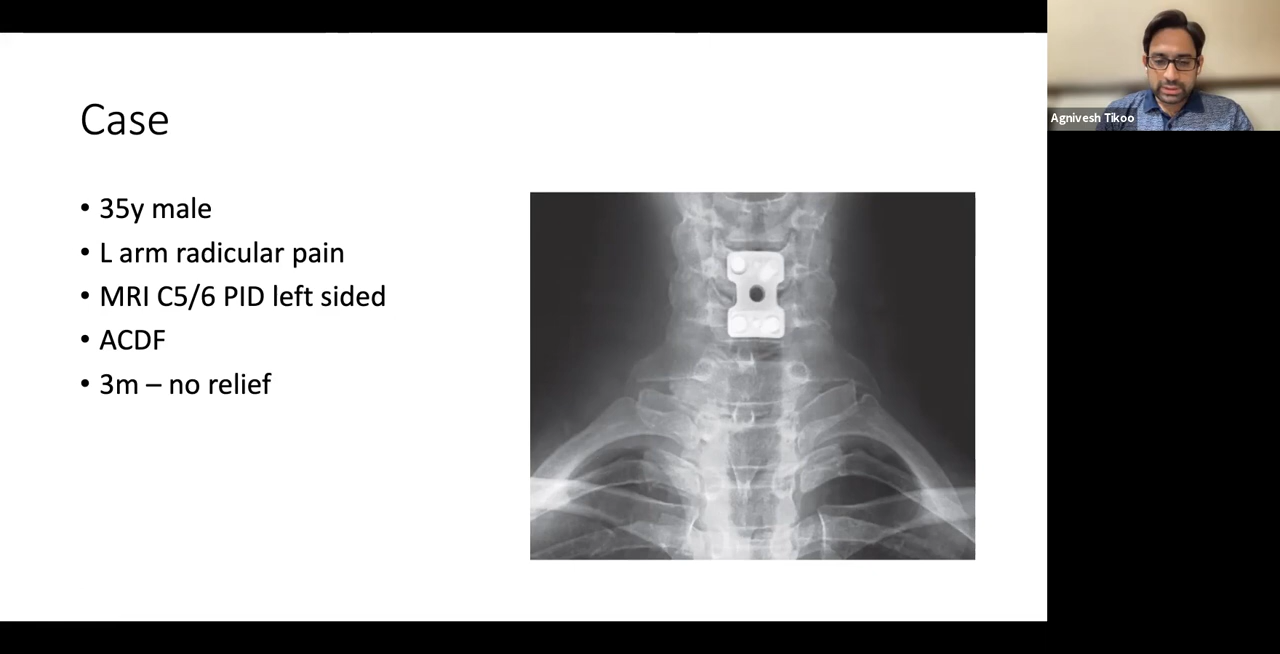 Case
• 35y male
• L arm radicular pain
• MRI C5/6 PID left sided
• ACDF
• 3m – no relief
Agnivesh Tikoo